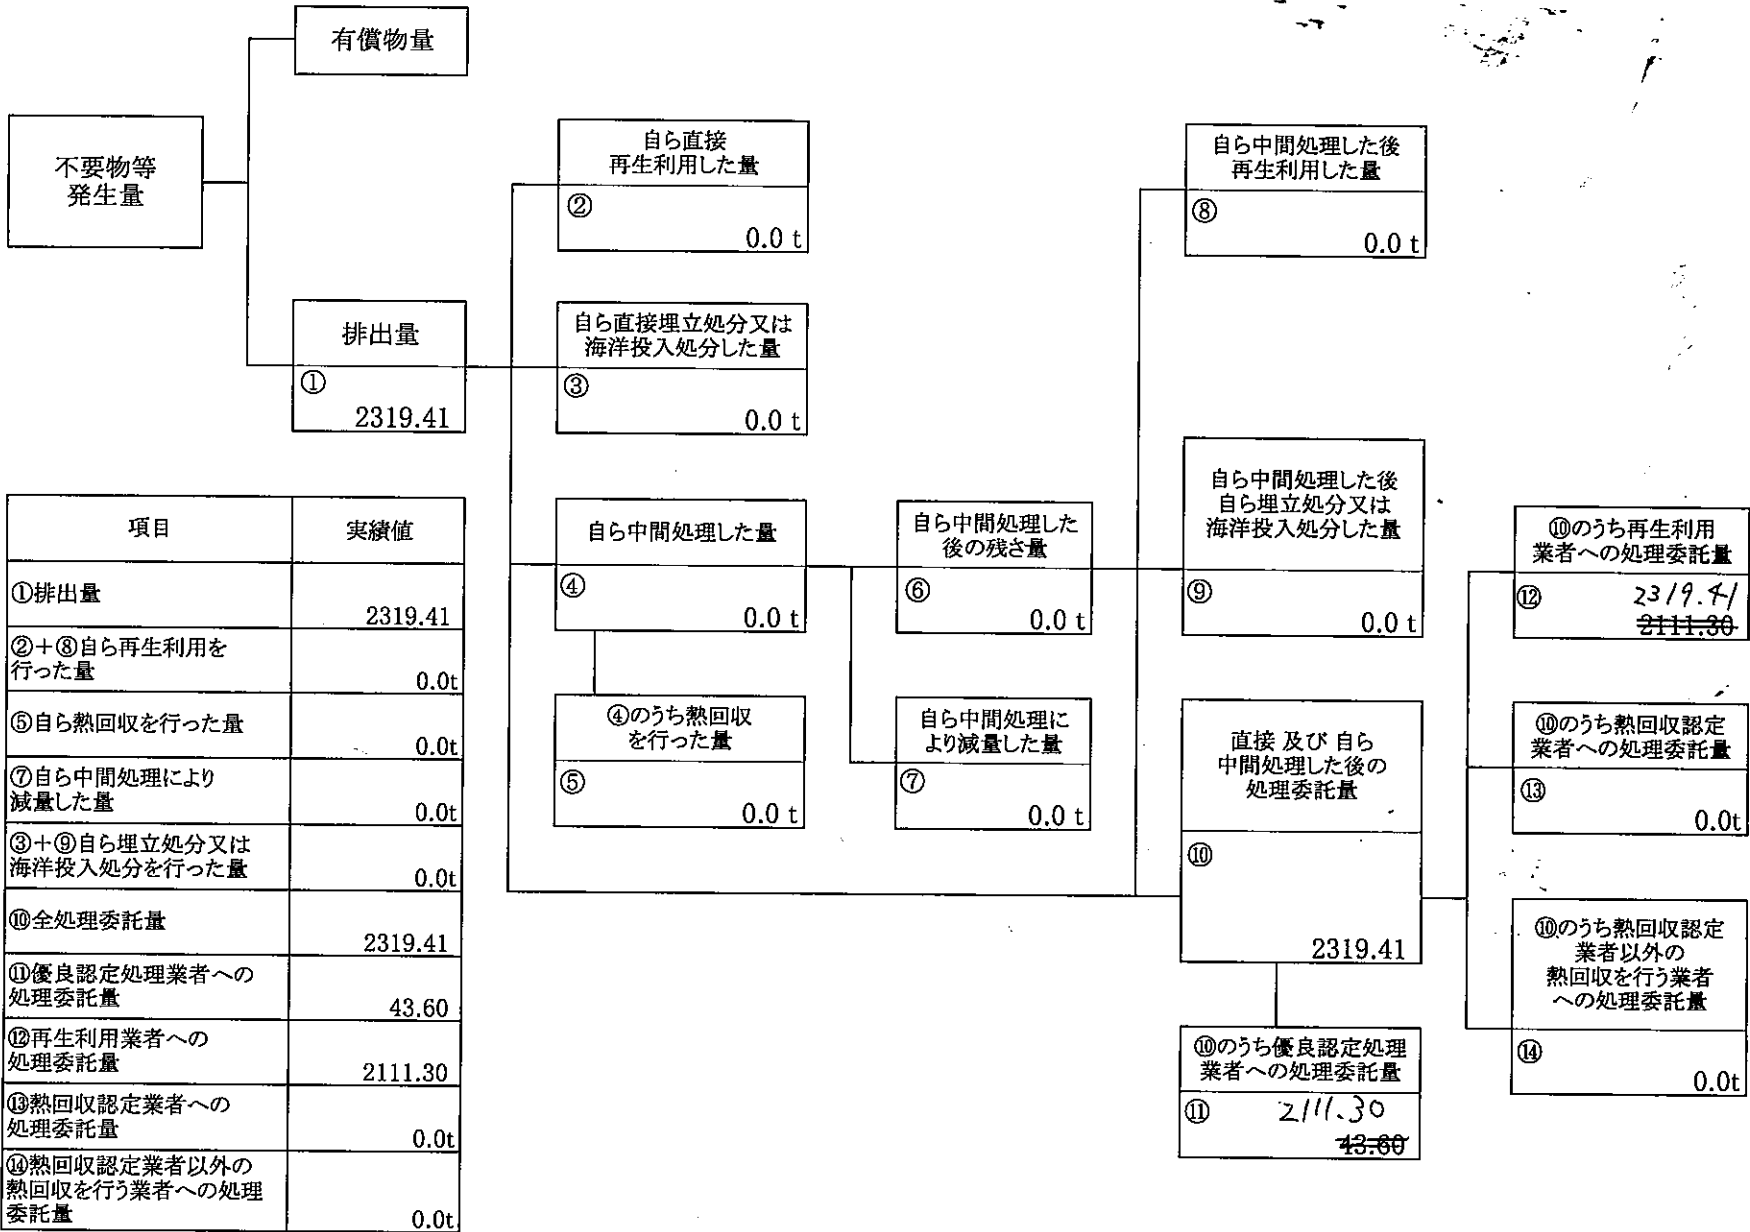 有償物量
不要物等
発生量
排出量
①
2319.41
自ら直接
再生利用した量
②
0.0 t
自ら直接埋立処分又は
海洋投入処分した量
③
0.0 t
自ら中間処理した量
④
0.0 t
④のうち熱回収
を行った量
⑤
0.0 t
自ら中間処理した
後の残さ量
⑥
0.0 t
自ら中間処理に
より減量した量
⑦
0.0 t
自ら中間処理した後
再生利用した量
⑧
0.0 t
自ら中間処理した後
自ら埋立処分又は
海洋投入処分した量
⑨
0.0 t
直接 及び 自ら
中間処理した後の
処理委託量
⑩
2319.41
⑩のうち優良認定処理
業者への処理委託量
⑪ 2111.30
43.60
⑩のうち再生利用
業者への処理委託量
⑫ 2319.41
2111.30
⑩のうち熱回収認定
業者への処理委託量
⑬
0.0t
⑩のうち熱回収認定
業者以外の
熱回収を行う業者
への処理委託量
⑭
0.0t
項目 実績値
①排出量
2319.41
②＋⑧自ら再生利用を
行った量
0.0t
⑤自ら熱回収を行った量
0.0t
⑦自ら中間処理により
減量した量
0.0t
③＋⑨自ら埋立処分又は
海洋投入処分を行った量
0.0t
⑩全処理委託量
2319.41
⑪優良認定処理業者への
処理委託量
43.60
⑫再生利用業者への
処理委託量
2111.30
⑬熱回収認定業者への
処理委託量
0.0t
⑭熱回収認定業者以外の
熱回収を行う業者への処理
委託量
0.0t